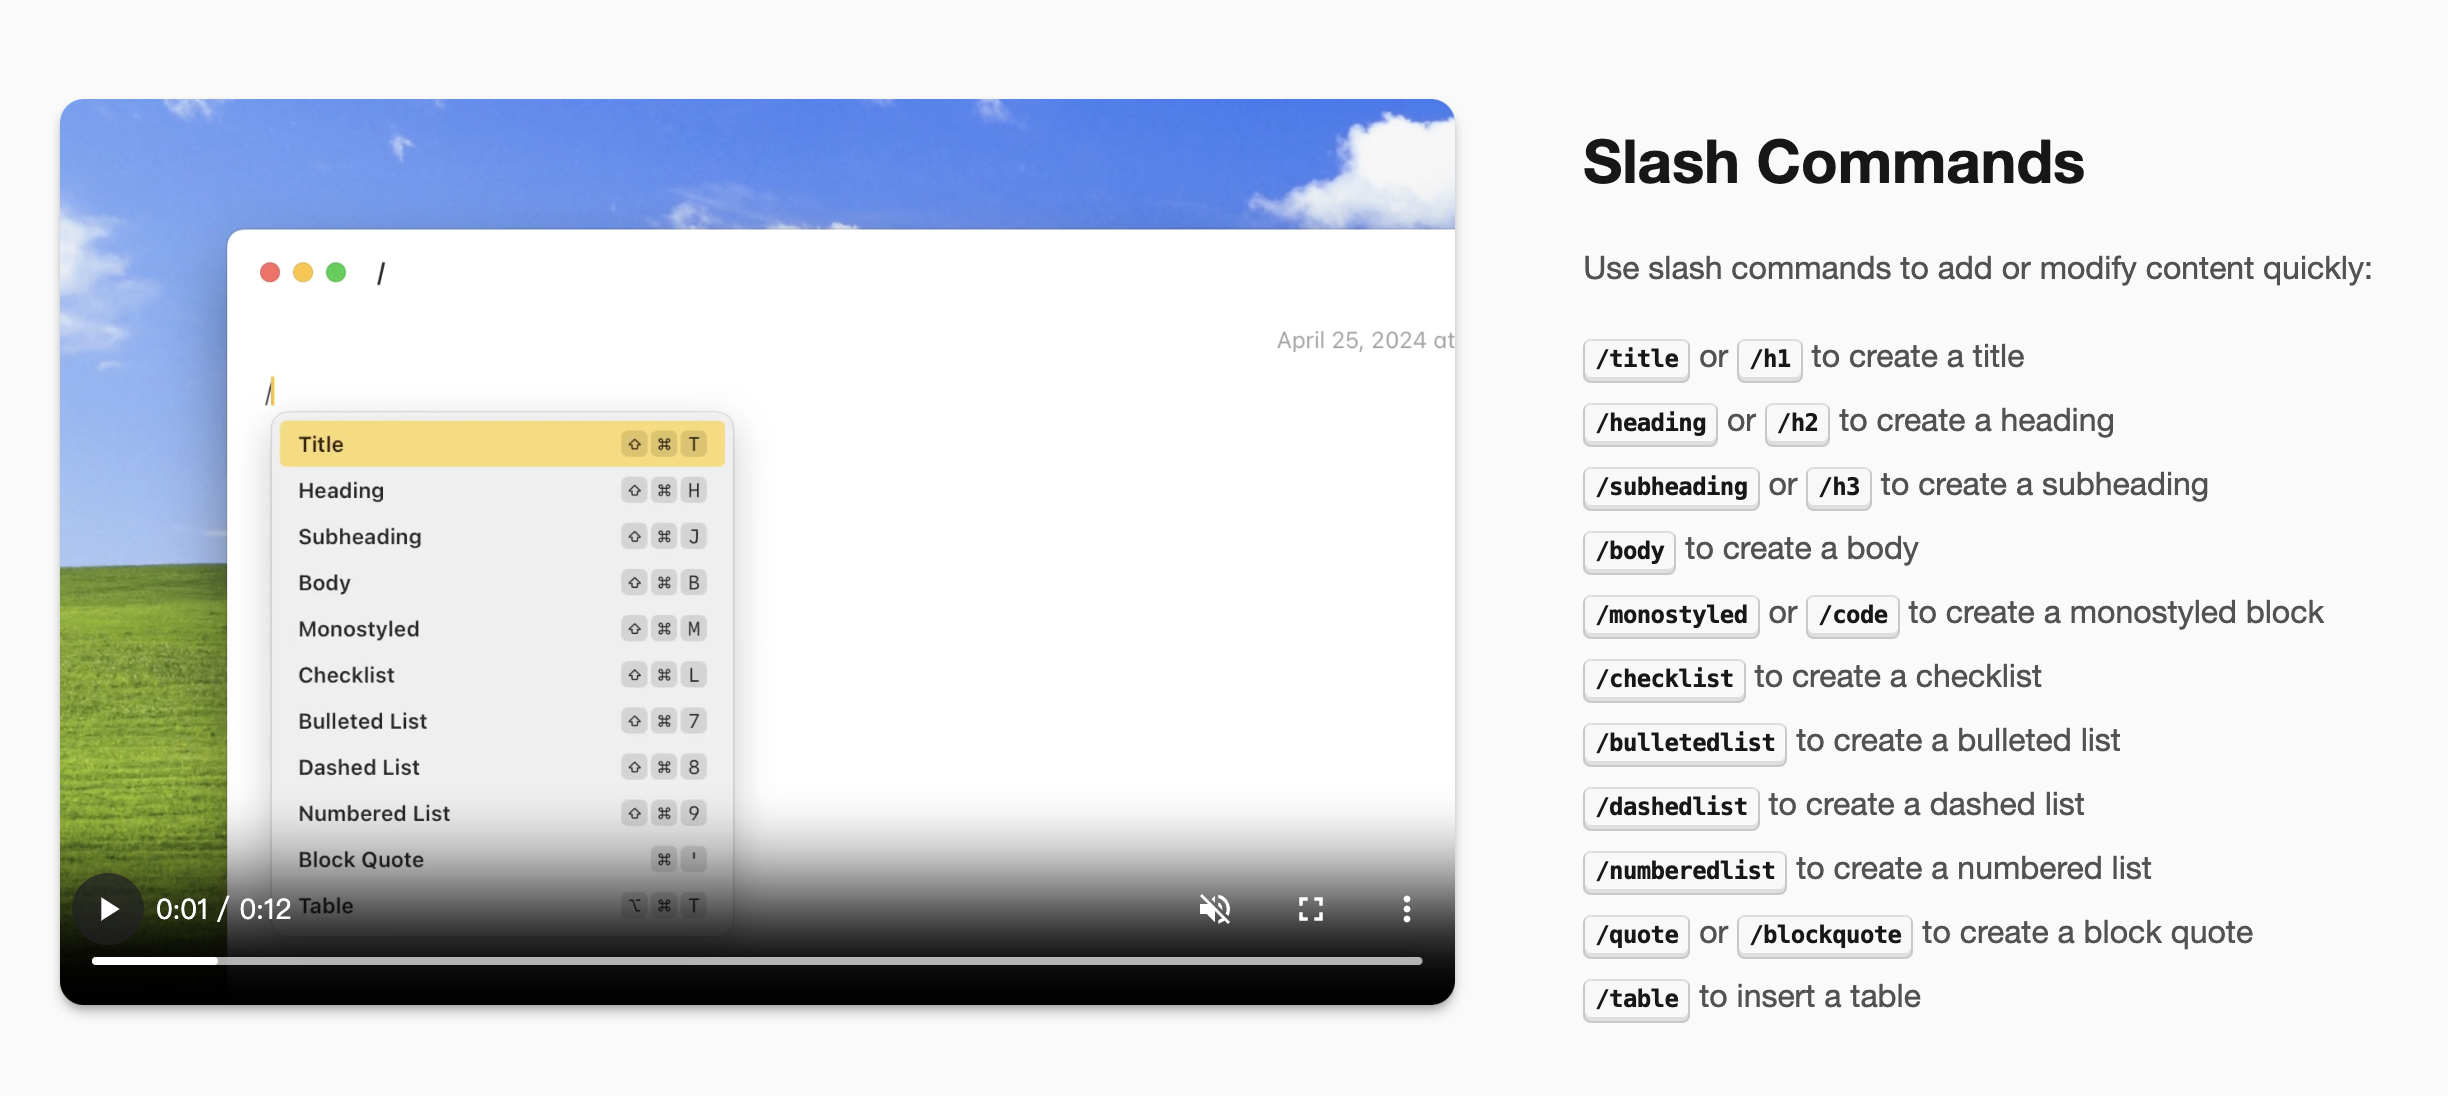 /
April 25, 2024 at
/
Title ⇧ ⌘ T
Heading ⇧ ⌘ H
Subheading ⇧ ⌘ J
Body ⇧ ⌘ B
Monostyled ⇧ ⌘ M
Checklist ⇧ ⌘ L
Bulleted List ⇧ ⌘ 7
Dashed List ⇧ ⌘ 8
Numbered List ⇧ ⌘ 9
Block Quote ⌘ '
Table ⌥ ⌘ T
0:01 / 0:12
Slash Commands
Use slash commands to add or modify content quickly:
/title or /h1 to create a title
/heading or /h2 to create a heading
/subheading or /h3 to create a subheading
/body to create a body
/monostyled or /code to create a monostyled block
/checklist to create a checklist
/bulletedlist to create a bulleted list
/dashedlist to create a dashed list
/numberedlist to create a numbered list
/quote or /blockquote to create a block quote
/table to insert a table